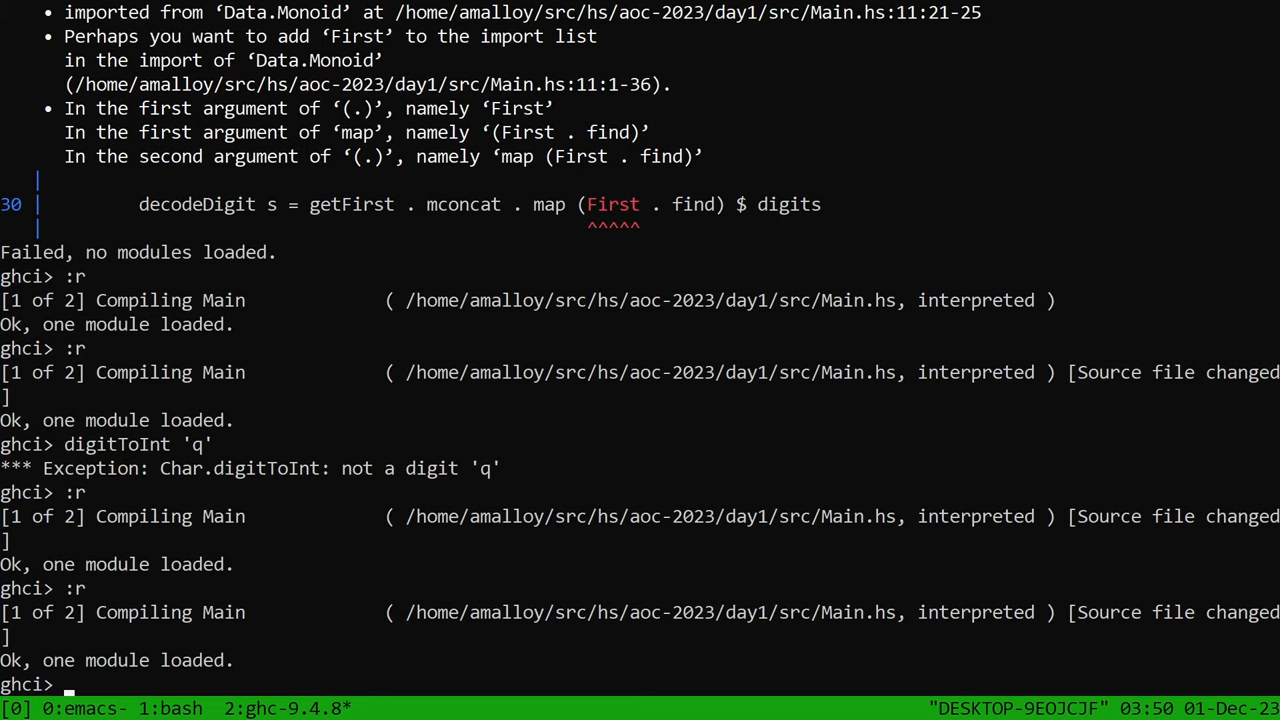 • imported from ‘Data.Monoid’ at /home/amalloy/src/hs/aoc-2023/day1/src/Main.hs:11:21-25
• Perhaps you want to add ‘First’ to the import list
in the import of ‘Data.Monoid’
(/home/amalloy/src/hs/aoc-2023/day1/src/Main.hs:11:1-36).
• In the first argument of ‘(.)’, namely ‘First’
In the first argument of ‘map’, namely ‘(First . find)’
In the second argument of ‘(.)’, namely ‘map (First . find)’
|
30 |         decodeDigit s = getFirst . mconcat . map (First . find) $ digits
| ^^^^^
Failed, no modules loaded.
ghci> :r
[1 of 2] Compiling Main             ( /home/amalloy/src/hs/aoc-2023/day1/src/Main.hs, interpreted )
Ok, one module loaded.
ghci> :r
[1 of 2] Compiling Main             ( /home/amalloy/src/hs/aoc-2023/day1/src/Main.hs, interpreted ) [Source file changed
]
Ok, one module loaded.
ghci> digitToInt 'q'
*** Exception: Char.digitToInt: not a digit 'q'
ghci> :r
[1 of 2] Compiling Main             ( /home/amalloy/src/hs/aoc-2023/day1/src/Main.hs, interpreted ) [Source file changed
]
Ok, one module loaded.
ghci> :r
[1 of 2] Compiling Main             ( /home/amalloy/src/hs/aoc-2023/day1/src/Main.hs, interpreted ) [Source file changed
]
Ok, one module loaded.
ghci>
[0] 0:emacs- 1:bash  2:ghc-9.4.8* "DESKTOP-9EOJCJF" 03:50 01-Dec-23